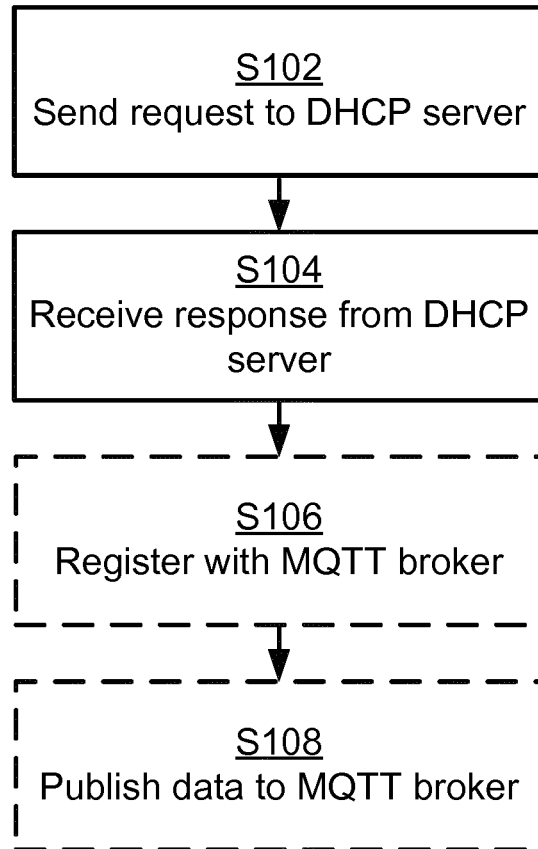 S102
Send request to DHCP server
S104
Receive response from DHCP
server
S106
Register with MQTT broker
S108
Publish data to MQTT broker